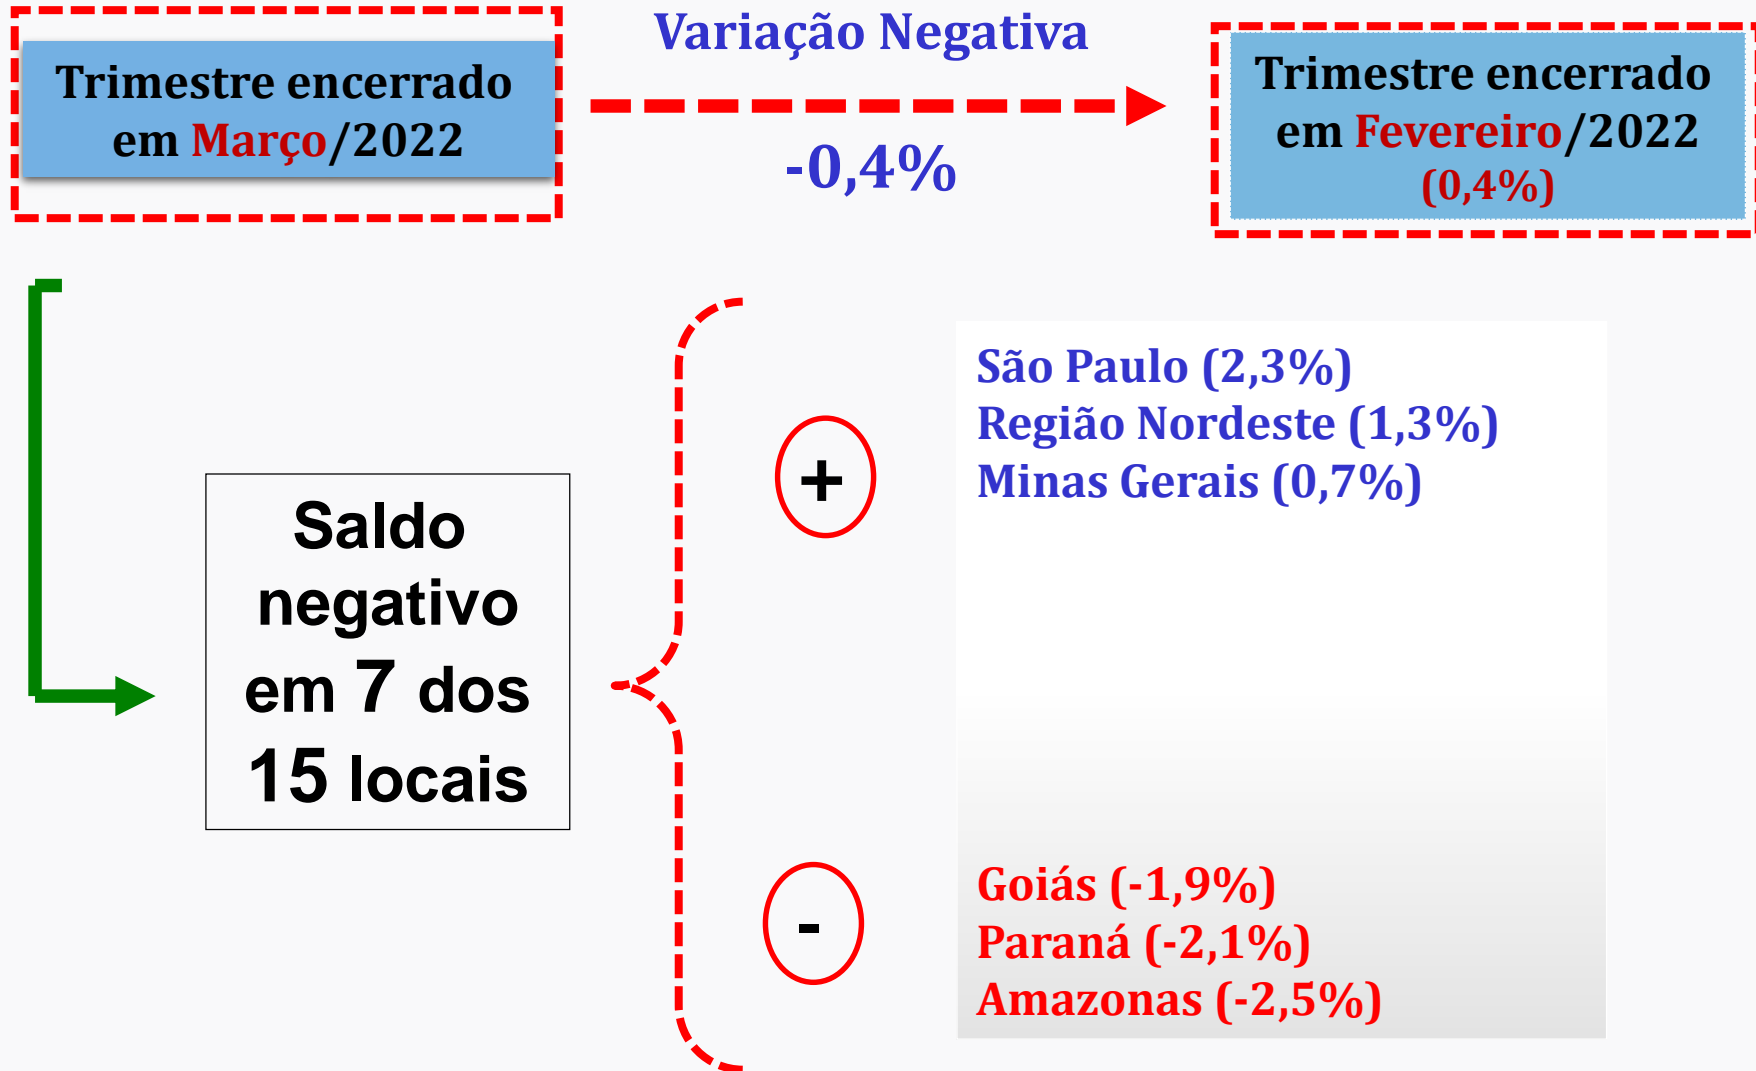 Trimestre encerrado
em Março/2022
Variação Negativa
-0,4%
Trimestre encerrado
em Fevereiro/2022
(0,4%)
Saldo
negativo
em 7 dos
15 locais
+
São Paulo (2,3%)
Região Nordeste (1,3%)
Minas Gerais (0,7%)
-
Goiás (-1,9%)
Paraná (-2,1%)
Amazonas (-2,5%)